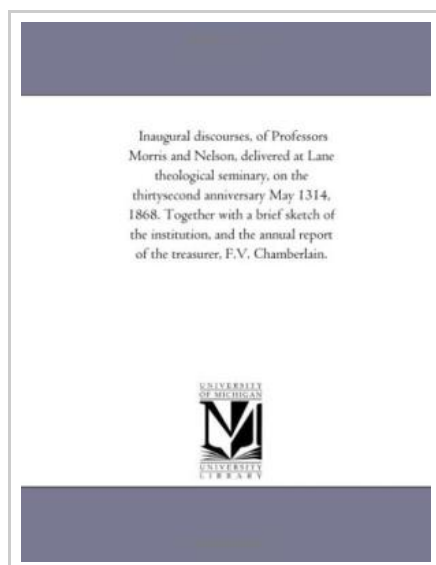 Inaugural discourses, of Professors
Morris and Nelson, delivered at Lane
theological seminary, on the
thirtysecond anniversary May 1314,
1868. Together with a brief sketch of
the institution, and the annual report
of the treasurer, F.V. Chamberlain.
UNIVERSITY
OF MICHIGAN
UNIVERSITY
LIBRARY